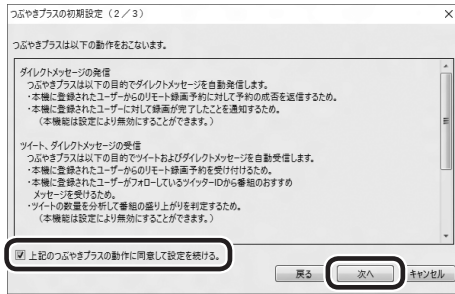 つぶやきプラスの初期設定（2／3）
つぶやきプラスは以下の動作をおこないます。
ダイレクトメッセージの発信
つぶやきプラスは以下の目的でダイレクトメッセージを自動発信します。
・本機に登録されたユーザーからのリモート録画予約に対して予約の成否を返信するため。
・本機に登録されたユーザーに対して録画が完了したことを通知するため。
（本機能は設定により無効にすることができます。）
ツイート、ダイレクトメッセージの受信
つぶやきプラスは以下の目的でツイートおよびダイレクトメッセージを自動受信します。
・本機に登録されたユーザーからのリモート録画予約を受け付けるため。
・本機に登録されたユーザーがフォローしているツイッターIDから番組のおすすめ
メッセージを受けるため。
・ツイートの数量を分析して番組の盛り上がりを判定するため。
（本機能は設定により無効にすることができます。）
上記のつぶやきプラスの動作に同意して設定を続ける。
戻る 次へ キャンセル